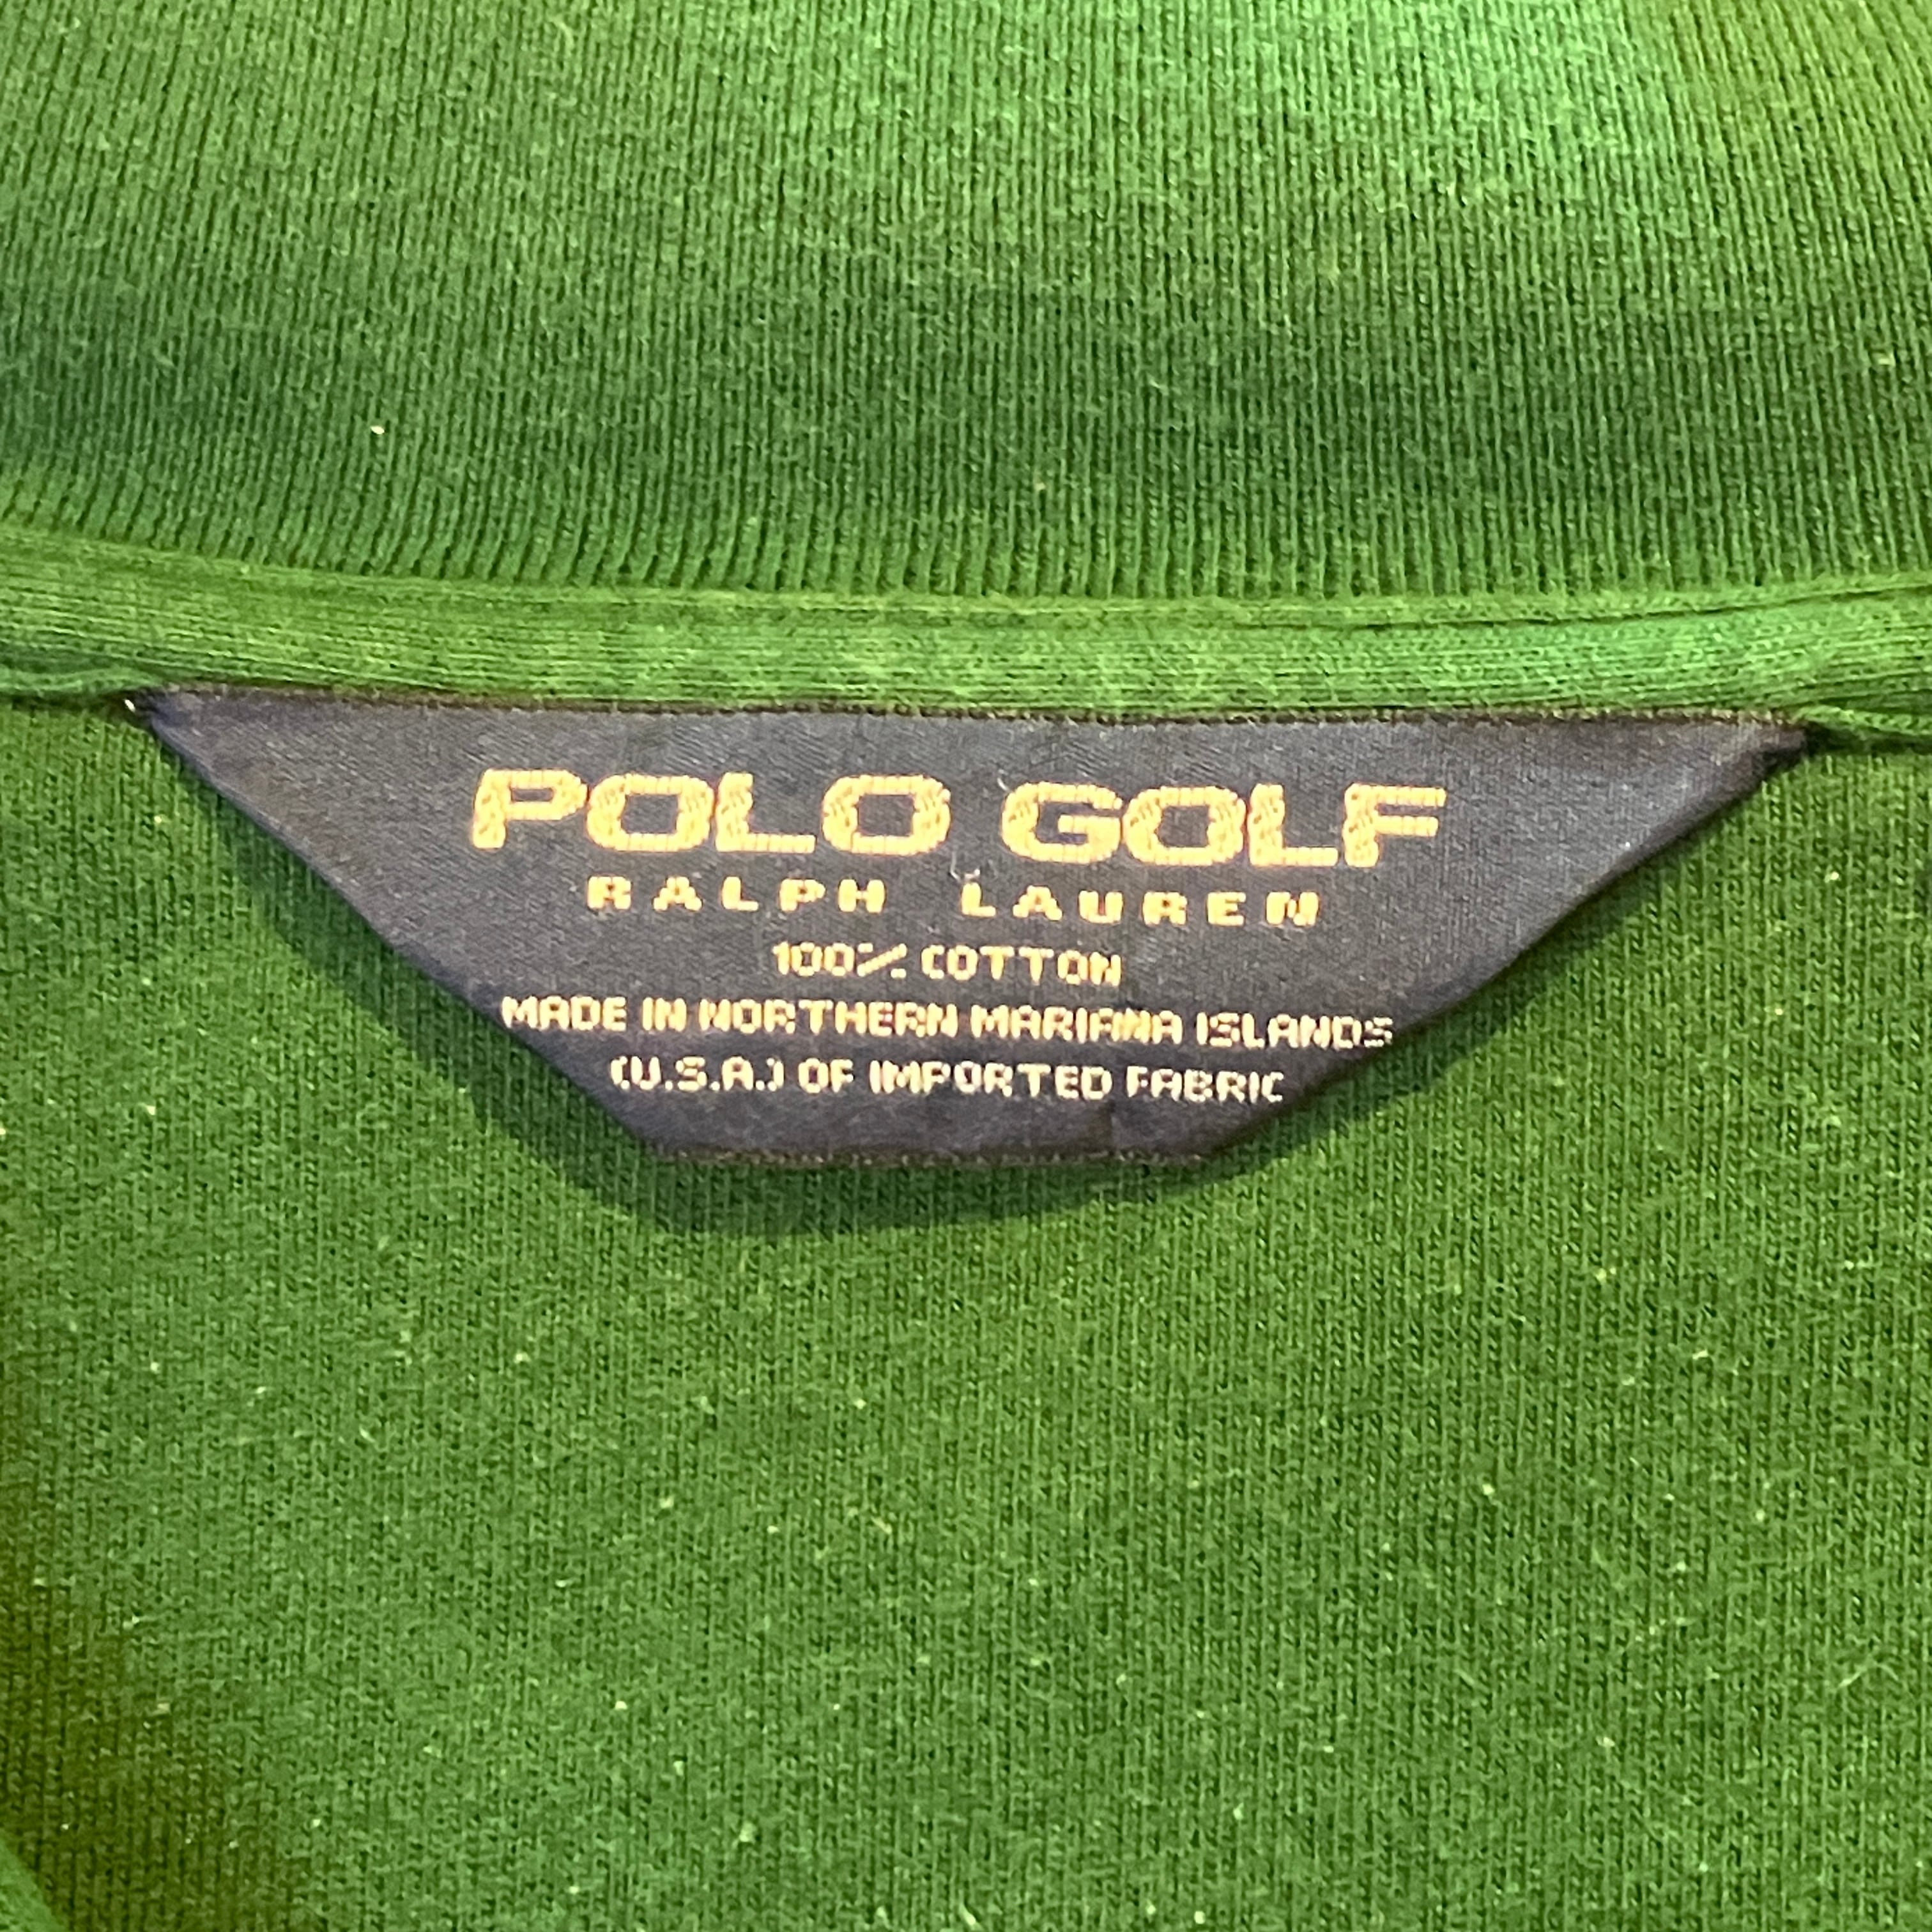 POLO GOLF
RALPH LAUREN
100% COTTON
MADE IN NORTHERN MARIANA ISLANDS
(U.S.A.) OF IMPORTED FABRIC